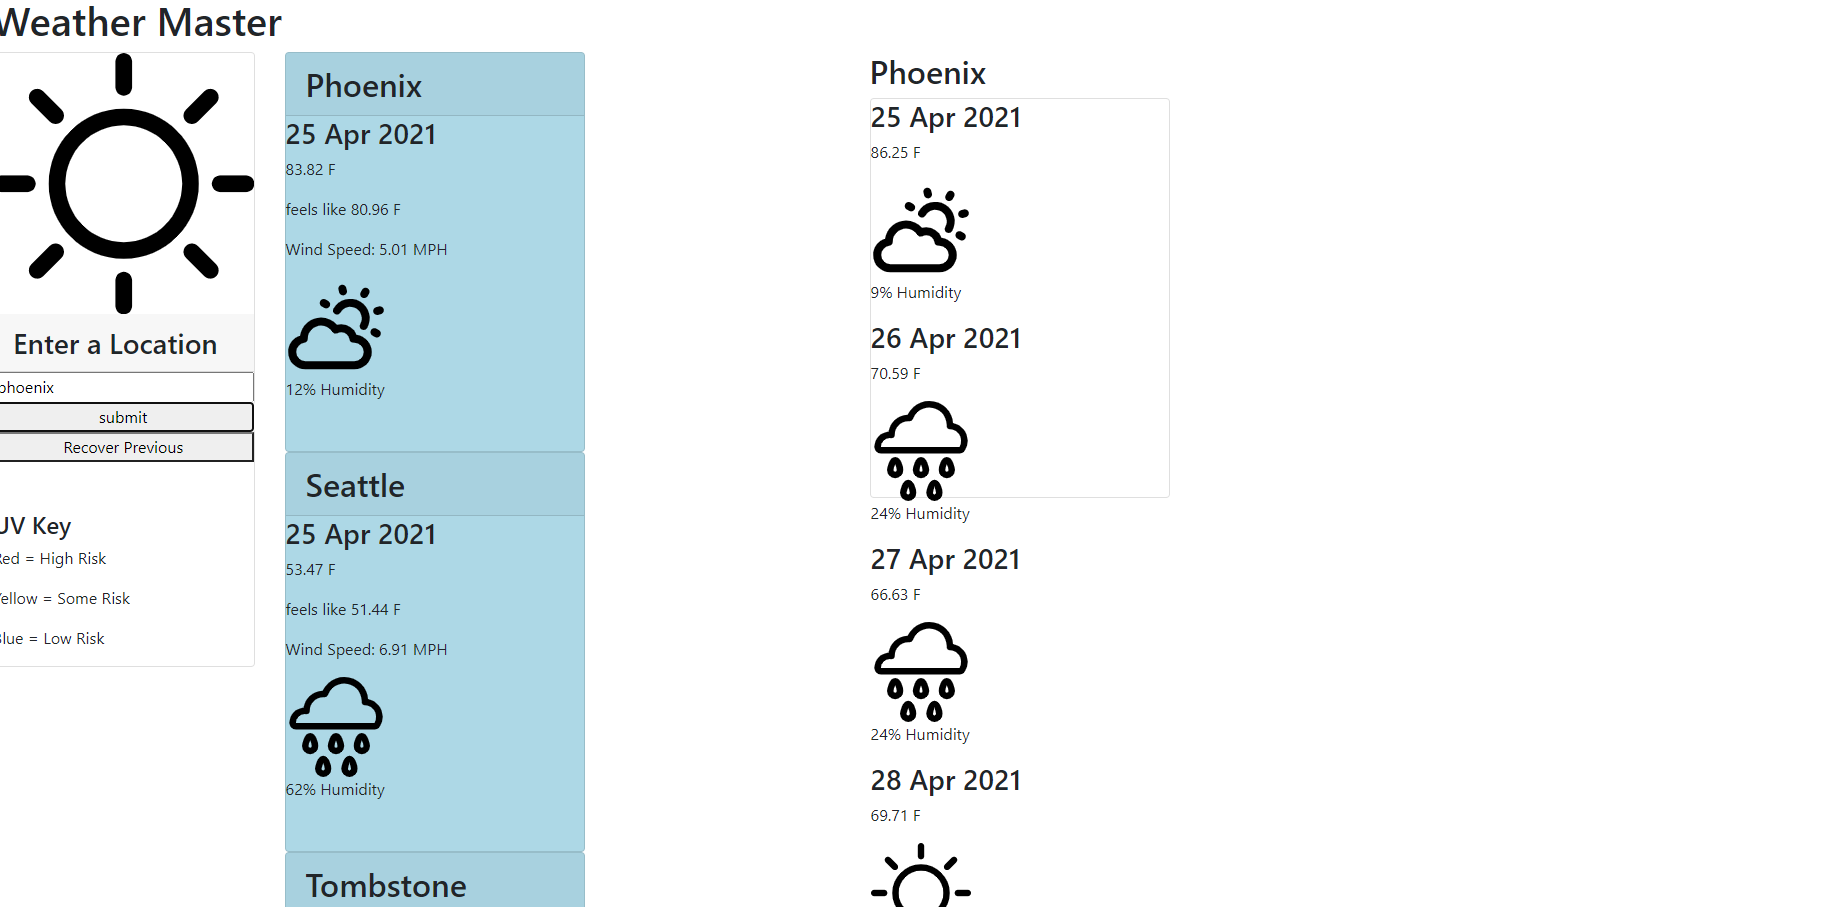 Weather Master
Enter a Location
phoenix
submit
Recover Previous
UV Key
Red = High Risk
Yellow = Some Risk
Blue = Low Risk
Phoenix
25 Apr 2021
83.82 F
feels like 80.96 F
Wind Speed: 5.01 MPH
12% Humidity
Seattle
25 Apr 2021
53.47 F
feels like 51.44 F
Wind Speed: 6.91 MPH
62% Humidity
Tombstone
Phoenix
25 Apr 2021
86.25 F
9% Humidity
26 Apr 2021
70.59 F
24% Humidity
27 Apr 2021
66.63 F
24% Humidity
28 Apr 2021
69.71 F